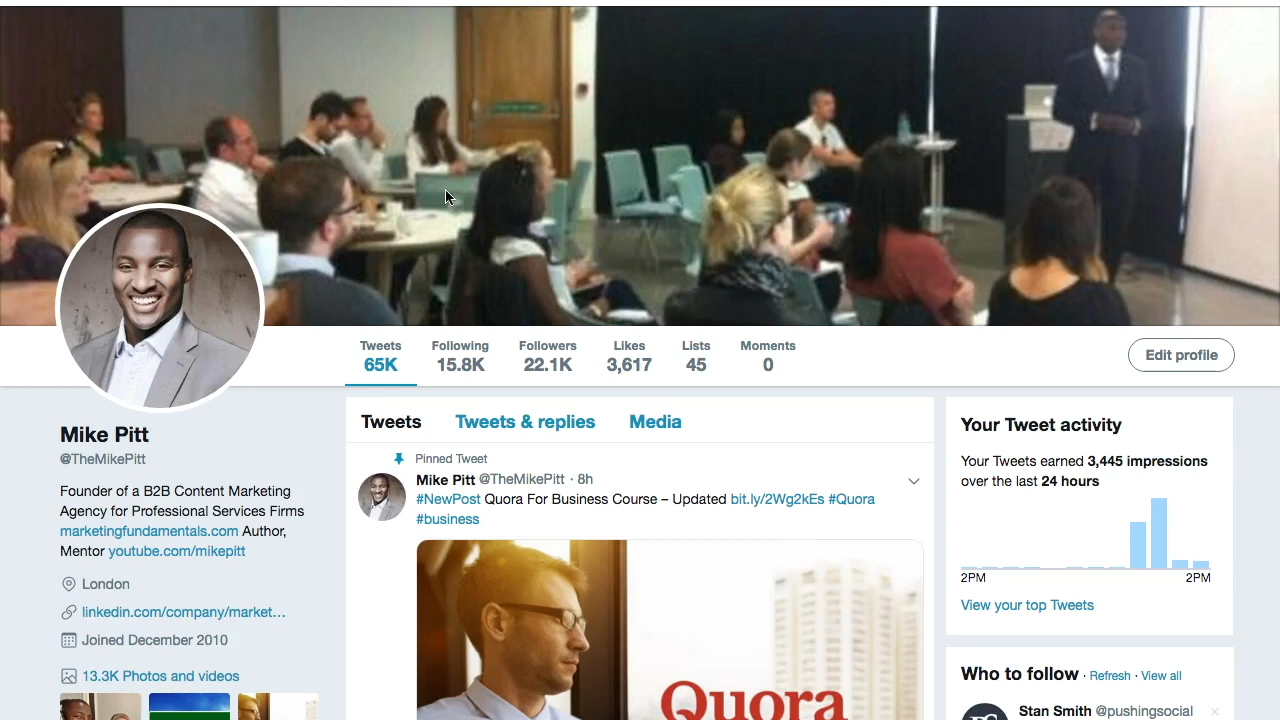 Tweets Following Followers Likes Lists Moments
65K 15.8K 22.1K 3,617 45 0
Edit profile
Mike Pitt
@TheMikePitt
Founder of a B2B Content Marketing
Agency for Professional Services Firms
marketingfundamentals.com Author,
Mentor youtube.com/mikepitt
London
linkedin.com/company/market...
Joined December 2010
13.3K Photos and videos
Tweets Tweets & replies Media
Pinned Tweet
Mike Pitt @TheMikePitt · 8h
#NewPost Quora For Business Course – Updated bit.ly/2Wg2kEs #Quora
#business
Quora
Your Tweet activity
Your Tweets earned 3,445 impressions
over the last 24 hours
2PM 2PM
View your top Tweets
Who to follow · Refresh · View all
Stan Smith @pushingsocial